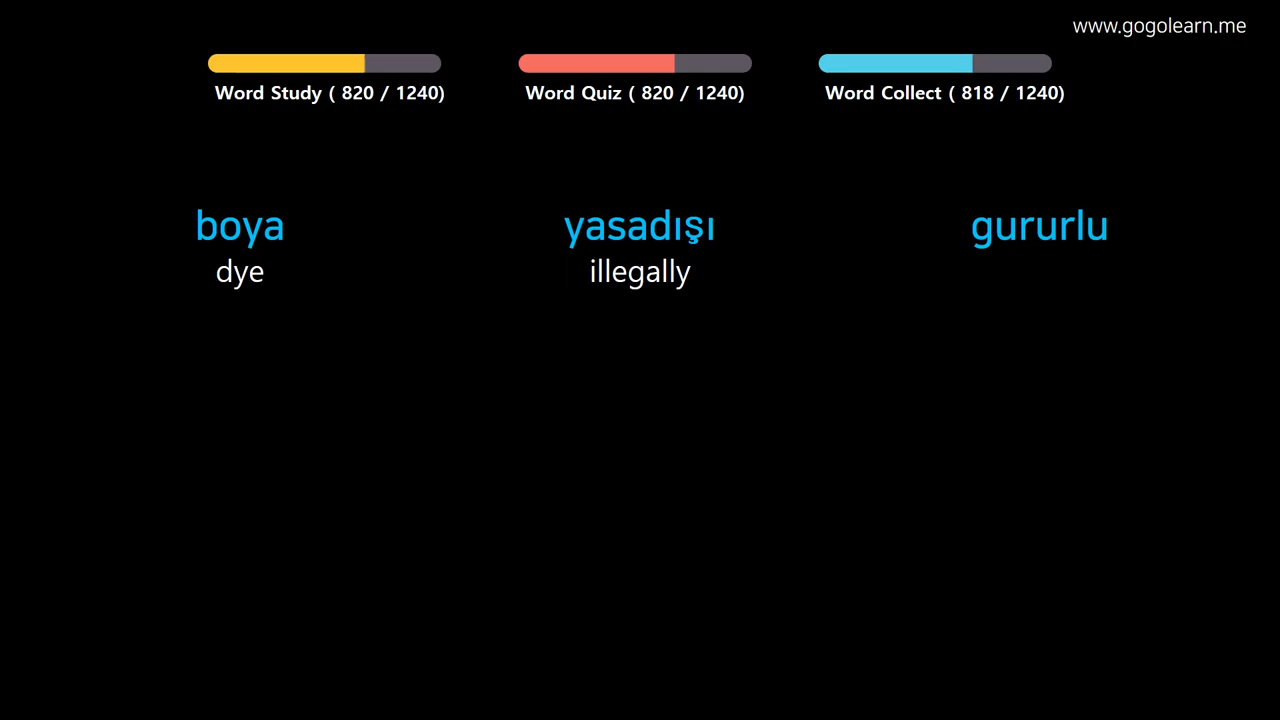 www.gogolearn.me
Word Study ( 820 / 1240)
Word Quiz ( 820 / 1240)
Word Collect ( 818 / 1240)
boya
dye
yasadışı
illegally
gururlu